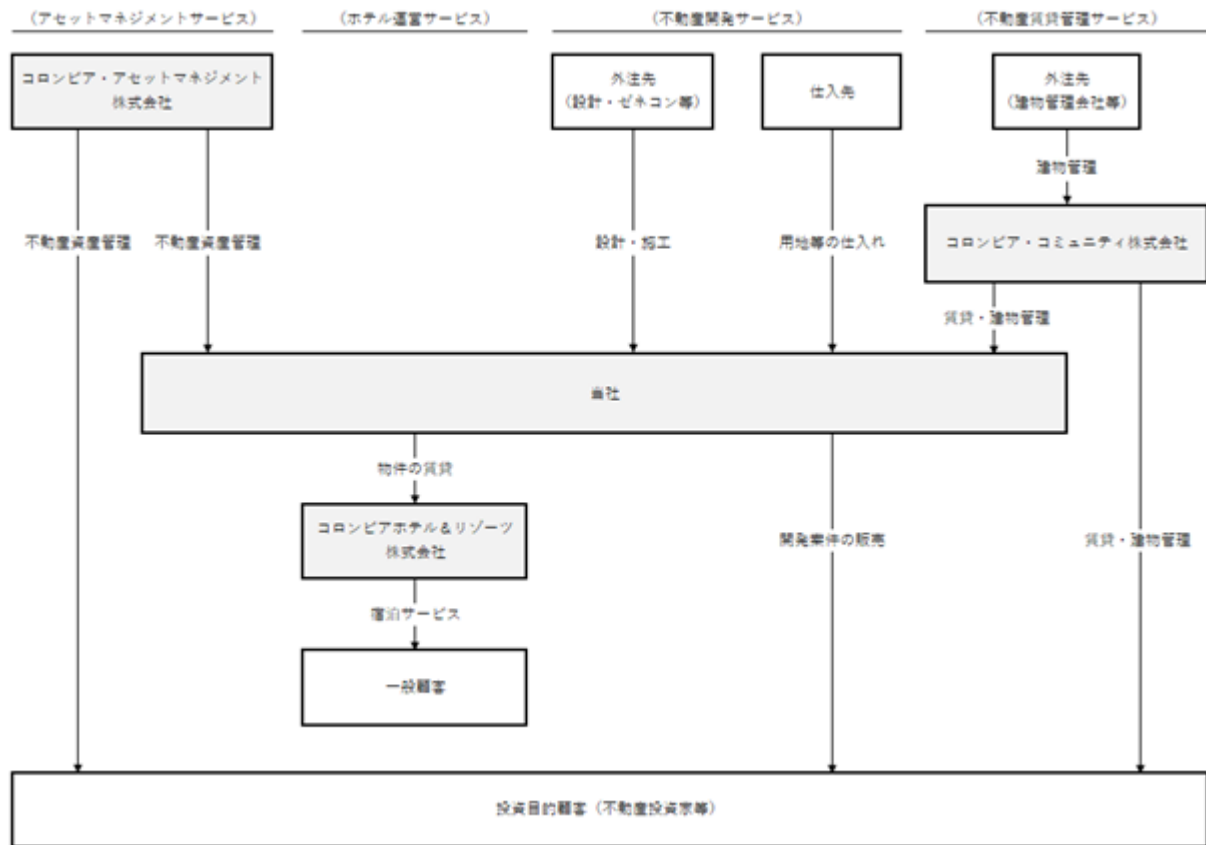 （アセットマネジメントサービス）
（ホテル運営サービス）
（不動産開発サービス）
（不動産賃貸管理サービス）
コロンビア・アセットマネジメント
株式会社
外注先
（設計・ゼネコン等）
仕入先
外注先
（建物管理会社等）
建物管理
不動産資産管理
不動産資産管理
設計・施工
用地等の仕入れ
コロンビア・コミュニティ株式会社
賃貸・建物管理
当社
物件の賃貸
コロンビアホテル＆リゾーツ
株式会社
開発案件の販売
賃貸・建物管理
宿泊サービス
一般顧客
投資目的顧客（不動産投資家等）